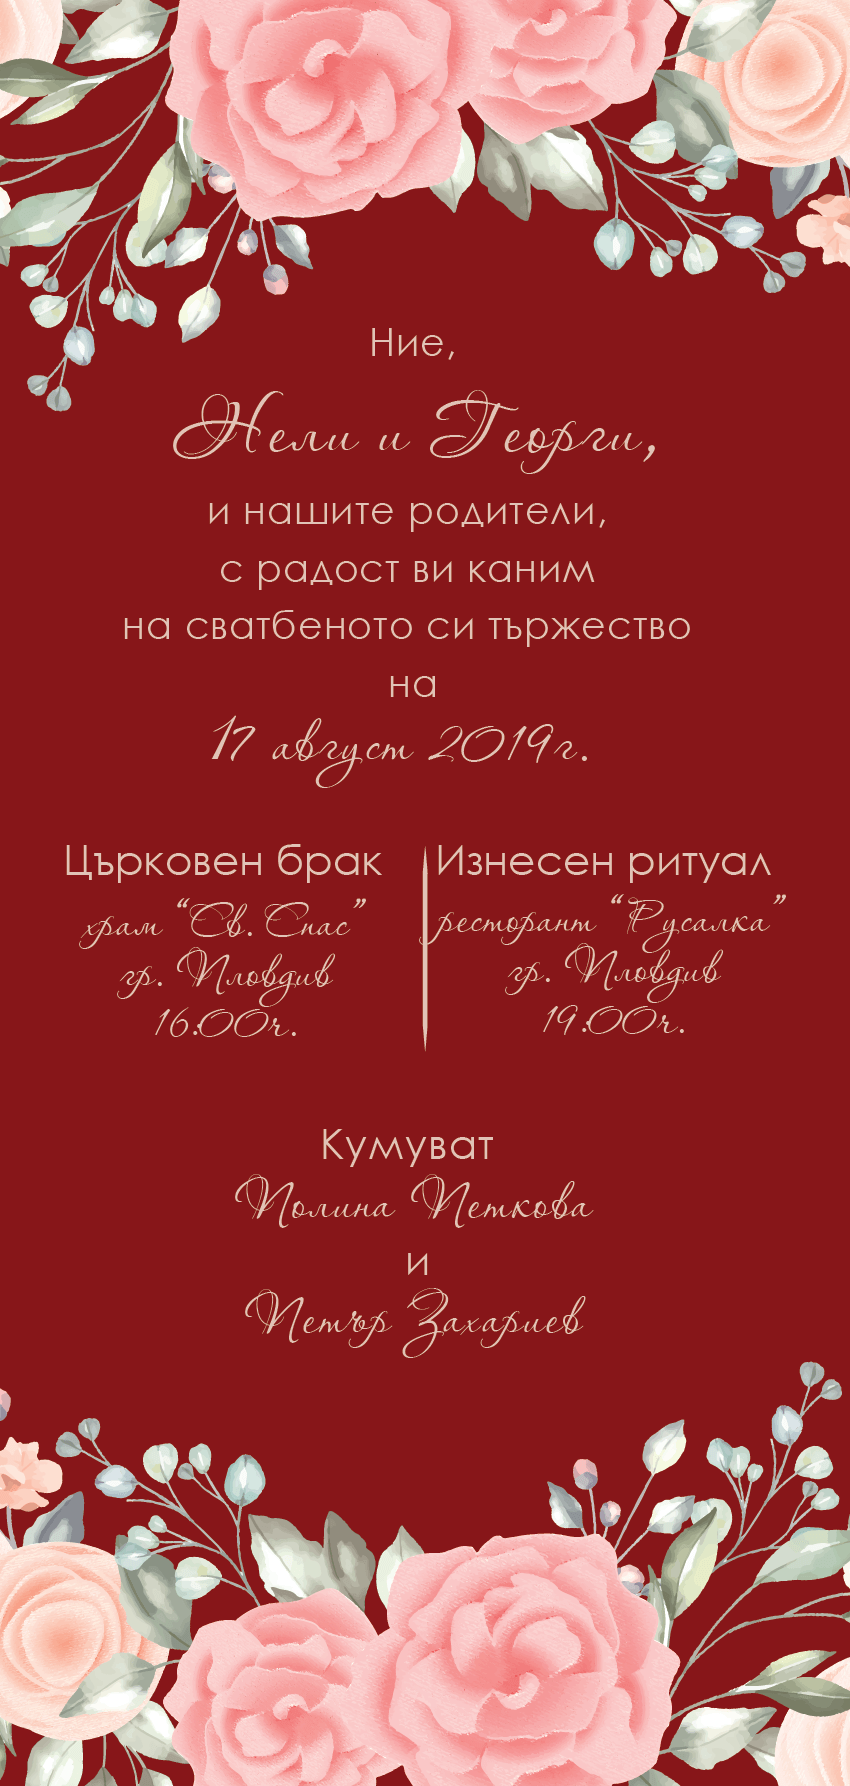 Ние,
Нели и Георги,
и нашите родители,
с радост ви каним
на сватбеното си тържество
на
17 август 2019г.
Църковен брак
храм “Св. Спас”
гр. Пловдив
16.00ч.
Изнесен ритуал
ресторант “Русалка”
гр. Пловдив
19.00ч.
Кумуват
Полина Петкова
и
Петър Захариев